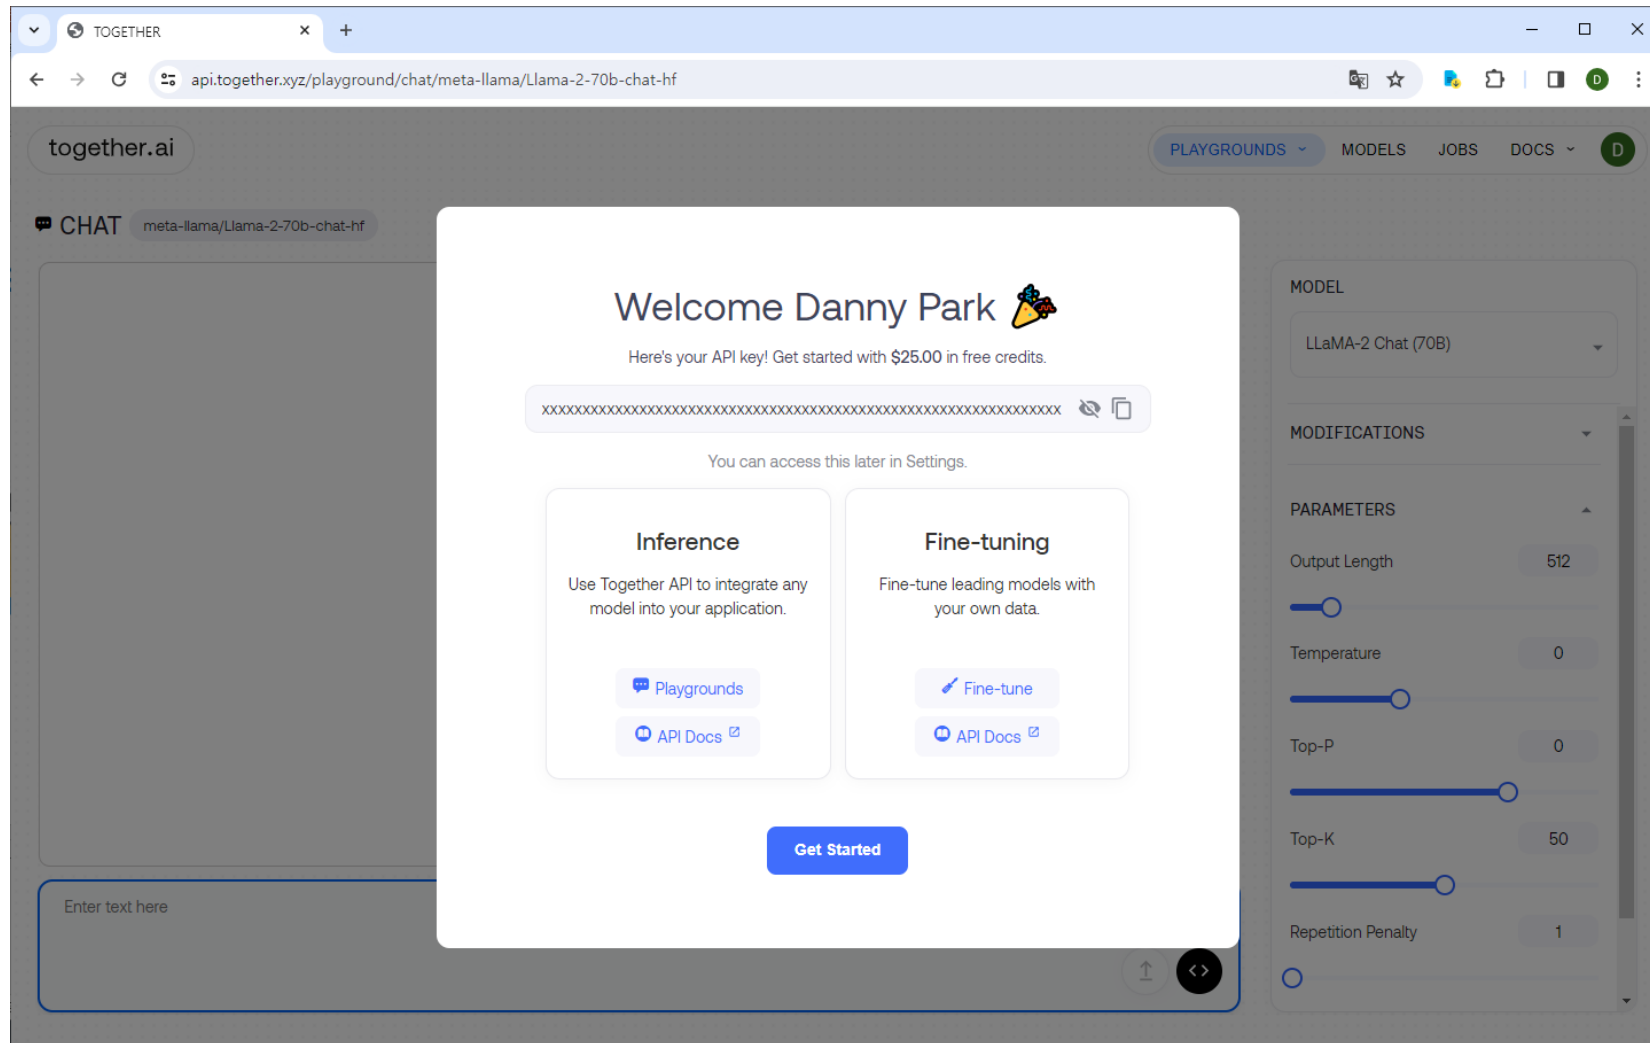 TOGETHER
api.together.xyz/playground/chat/meta-llama/Llama-2-70b-chat-hf
D
together.ai
PLAYGROUNDS MODELS JOBS DOCS D
CHAT meta-llama/Llama-2-70b-chat-hf
Welcome Danny Park
Here's your API key! Get started with $25.00 in free credits.
xxxxxxxxxxxxxxxxxxxxxxxxxxxxxxxxxxxxxxxxxxxxxxxxxxxxxxxxxxxxxxxx
You can access this later in Settings.
Inference
Use Together API to integrate any
model into your application.
Playgrounds
API Docs
Fine-tuning
Fine-tune leading models with
your own data.
Fine-tune
API Docs
Get Started
Enter text here
MODEL
LLaMA-2 Chat (70B)
MODIFICATIONS
PARAMETERS
Output Length 512
Temperature 0
Top-P 0
Top-K 50
Repetition Penalty 1